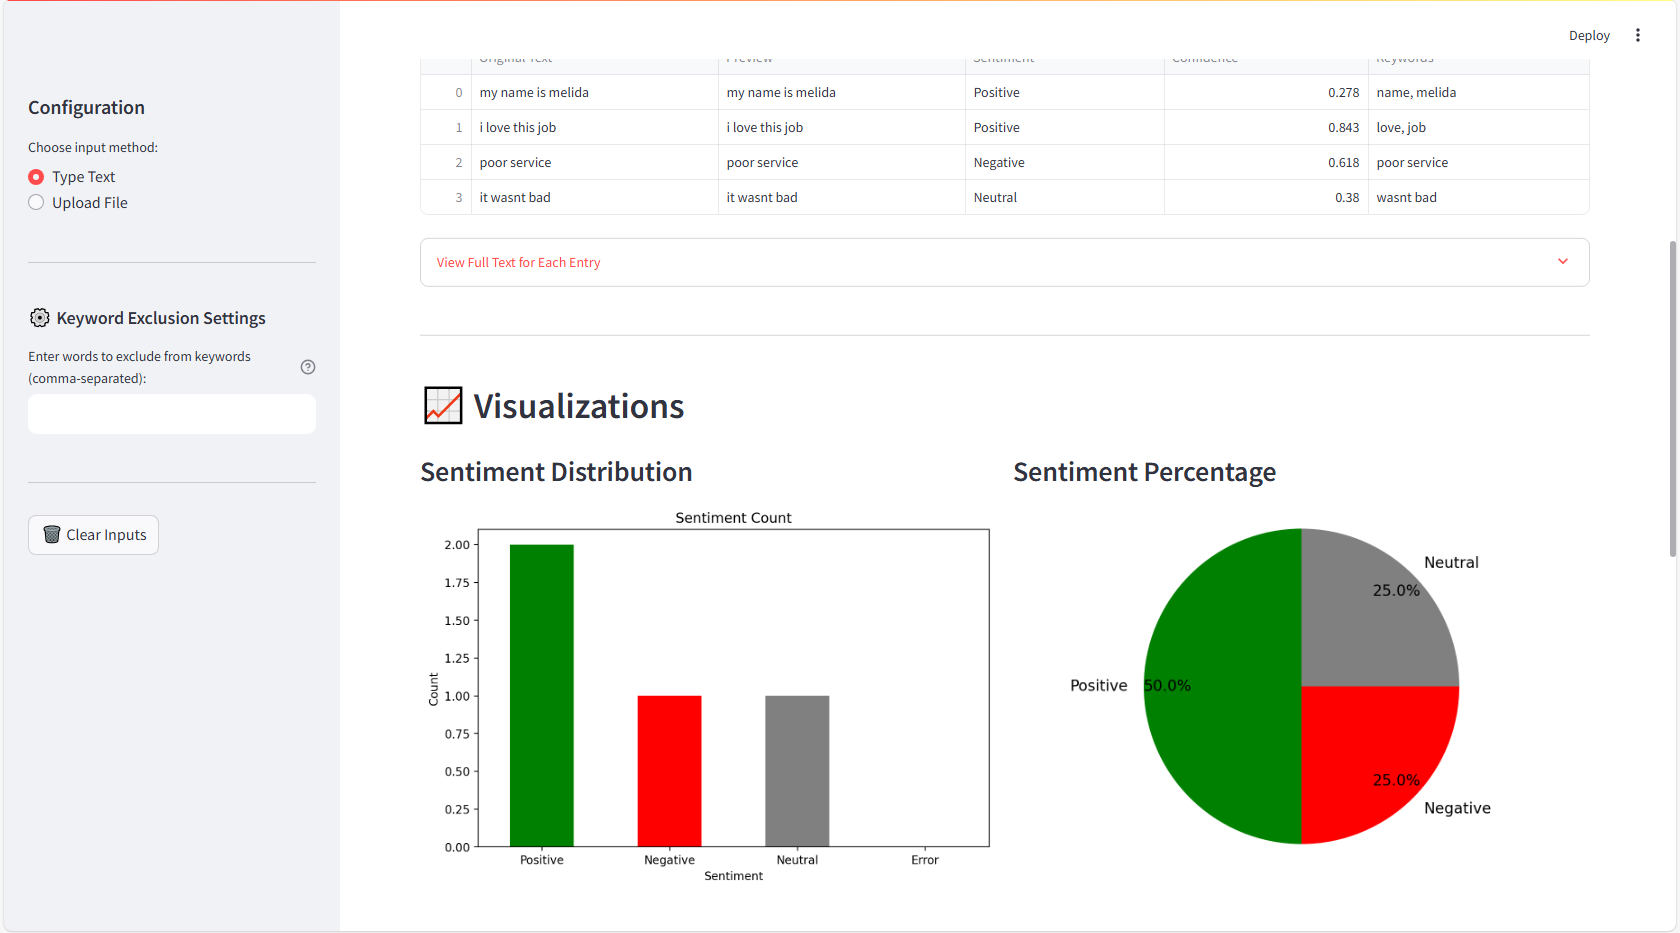 Deploy
Configuration
Choose input method:
Type Text
Upload File
Keyword Exclusion Settings
Enter words to exclude from keywords
(comma-separated):
Clear Inputs
Original Text Preview Sentiment Confidence Keywords
0 my name is melida my name is melida Positive 0.278 name, melida
1 i love this job i love this job Positive 0.843 love, job
2 poor service poor service Negative 0.618 poor service
3 it wasnt bad it wasnt bad Neutral 0.38 wasnt bad
View Full Text for Each Entry
Visualizations
Sentiment Distribution
Sentiment Count
2.00
1.75
1.50
1.25
1.00
0.75
0.50
0.25
0.00
Count
Positive Negative Neutral Error
Sentiment
Sentiment Percentage
Neutral
25.0%
Positive 50.0%
25.0%
Negative